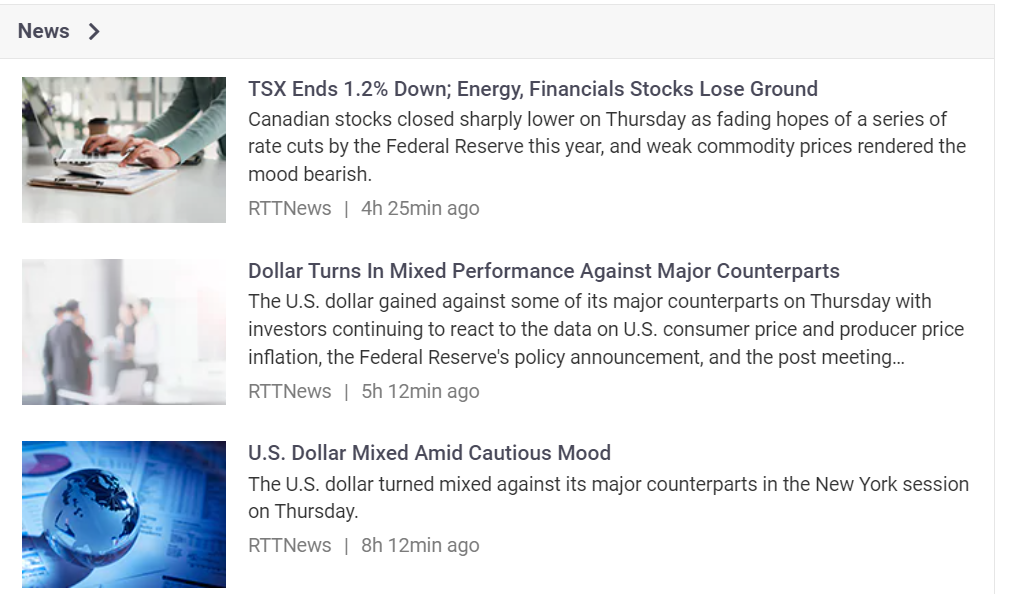 News
TSX Ends 1.2% Down; Energy, Financials Stocks Lose Ground
Canadian stocks closed sharply lower on Thursday as fading hopes of a series of
rate cuts by the Federal Reserve this year, and weak commodity prices rendered the
mood bearish.
RTTNews | 4h 25min ago
Dollar Turns In Mixed Performance Against Major Counterparts
The U.S. dollar gained against some of its major counterparts on Thursday with
investors continuing to react to the data on U.S. consumer price and producer price
inflation, the Federal Reserve's policy announcement, and the post meeting...
RTTNews | 5h 12min ago
U.S. Dollar Mixed Amid Cautious Mood
The U.S. dollar turned mixed against its major counterparts in the New York session
on Thursday.
RTTNews | 8h 12min ago